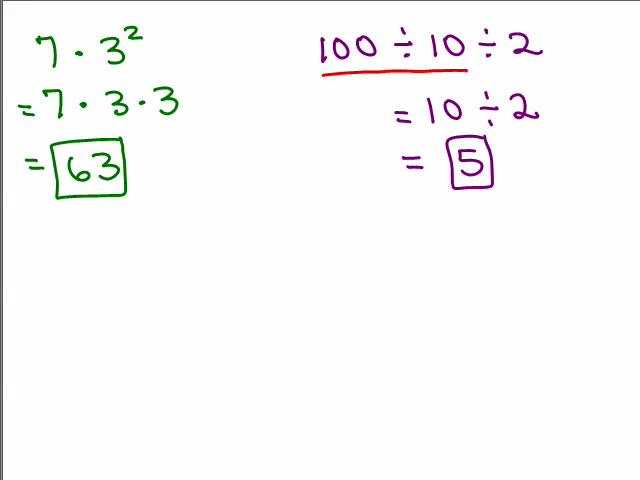 7 · 3²
= 7 · 3 · 3
= 63
100 ÷ 10 ÷ 2
= 10 ÷ 2
= 5